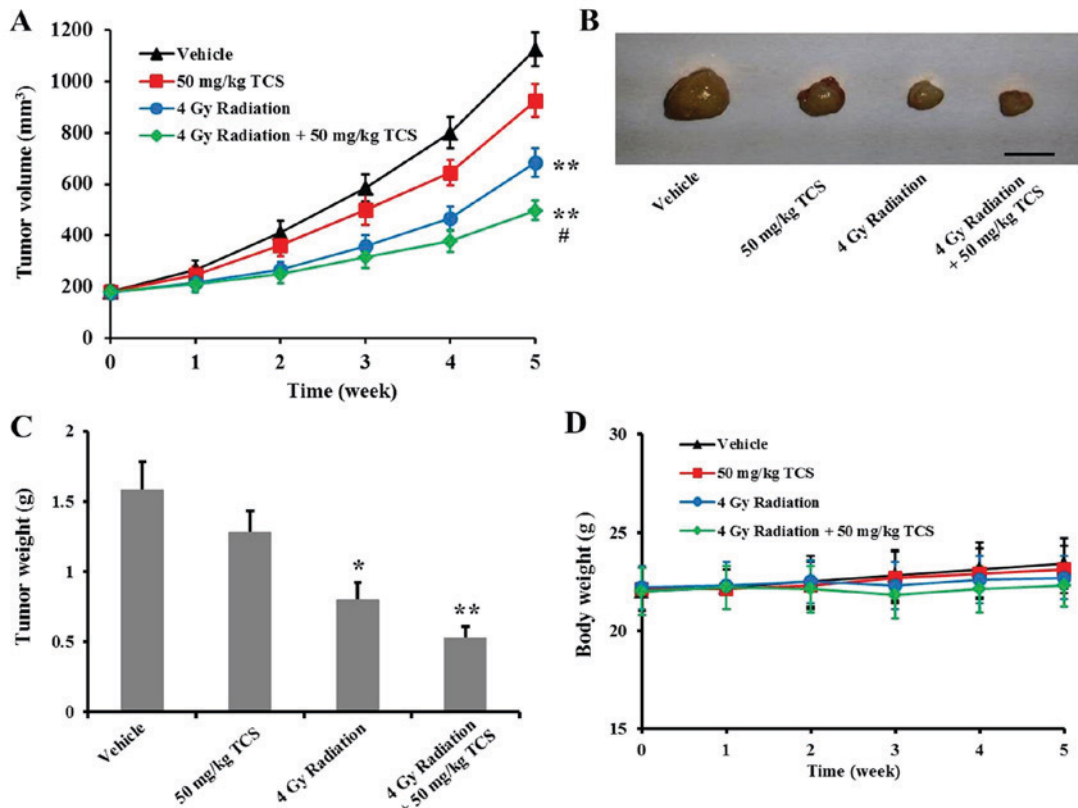 A
Tumor volume (mm³)
1200
1000
800
600
400
200
0
Vehicle
50 mg/kg TCS
4 Gy Radiation
4 Gy Radiation + 50 mg/kg TCS
**
**
#
0 1 2 3 4 5
Time (week)
B
Vehicle
50 mg/kg TCS
4 Gy Radiation
4 Gy Radiation
+ 50 mg/kg TCS
C
Tumor weight (g)
2
1.5
1
0.5
0
*
**
Vehicle
50 mg/kg TCS
4 Gy Radiation
4 Gy Radiation
+ 50 mg/kg TCS
D
Body weight (g )
30
25
20
15
Vehicle
50 mg/kg TCS
4 Gy Radiation
4 Gy Radiation + 50 mg/kg TCS
0 1 2 3 4 5
Time (week)